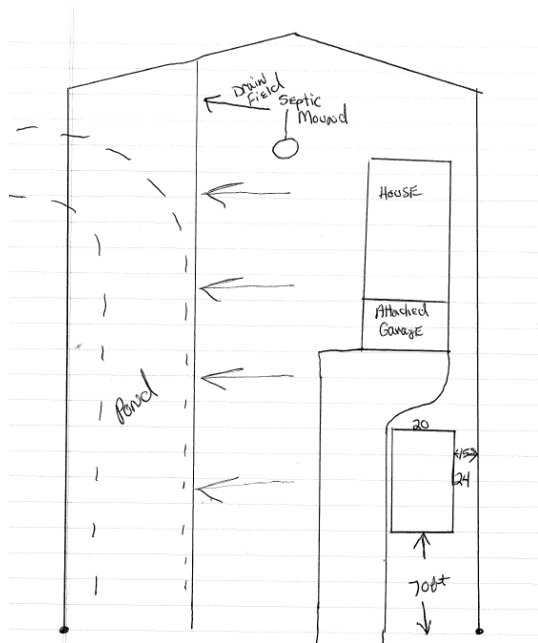 Drain
Field
Septic
Mound
House
Attached
Garage
Pond
20
15
24
70ft